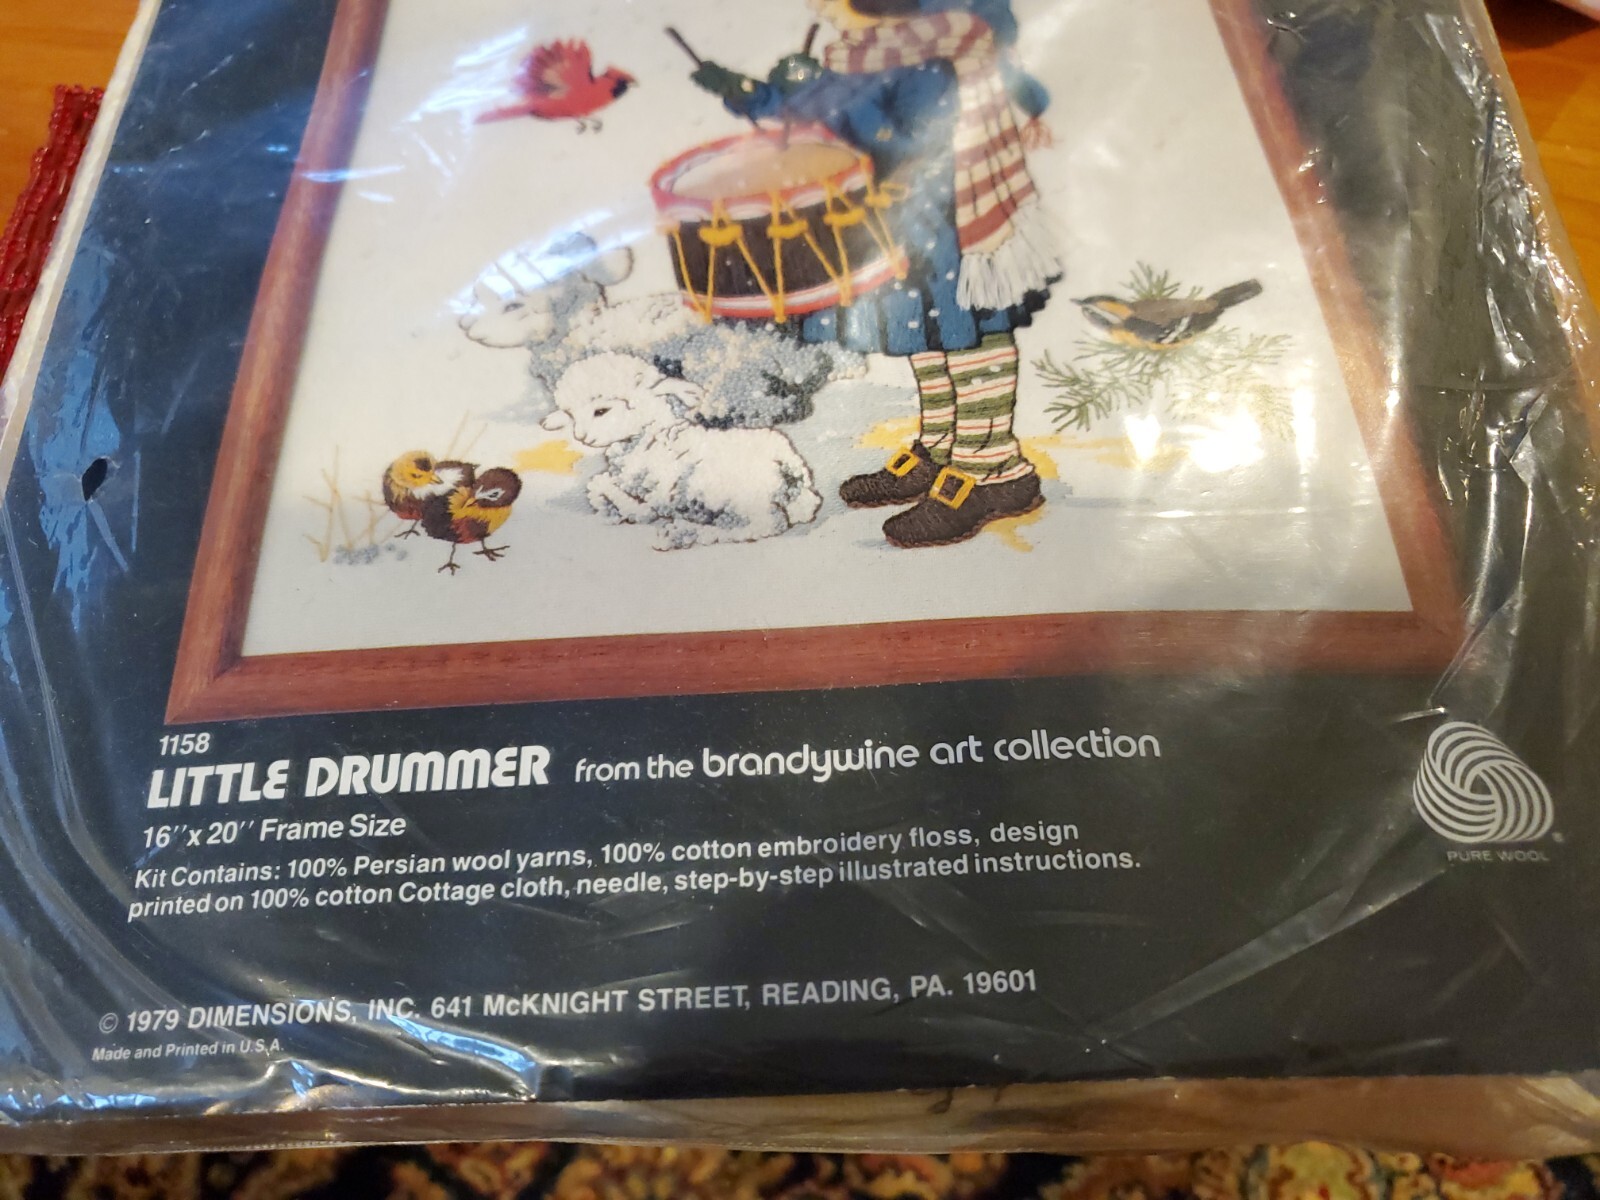 1158
LITTLE DRUMMER from the brandywine art collection
16" x 20" Frame Size
Kit Contains: 100% Persian wool yarns, 100% cotton embroidery floss, design
printed on 100% cotton Cottage cloth, needle, step-by-step illustrated instructions.
PURE WOOL
© 1979 DIMENSIONS, INC. 641 McKNIGHT STREET, READING, PA. 19601
Made and Printed in U.S.A.